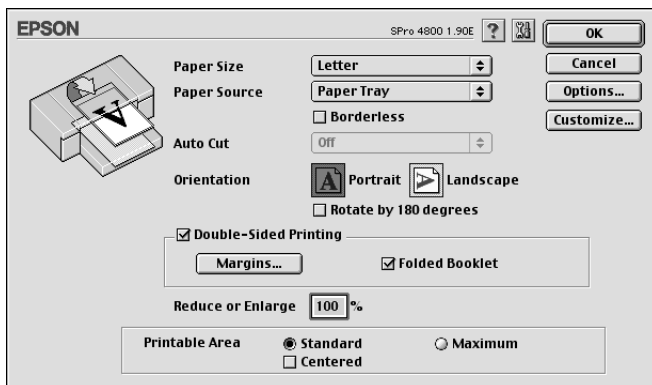 EPSON
SPro 4800 1.90E
?
OK
Paper Size
Letter
Cancel
Paper Source
Paper Tray
Options...
Borderless
Customize...
Auto Cut
Off
Orientation
A
Portrait
A
Landscape
Rotate by 180 degrees
Double-Sided Printing
Margins...
Folded Booklet
Reduce or Enlarge
100 %
Printable Area
Standard
Maximum
Centered
A